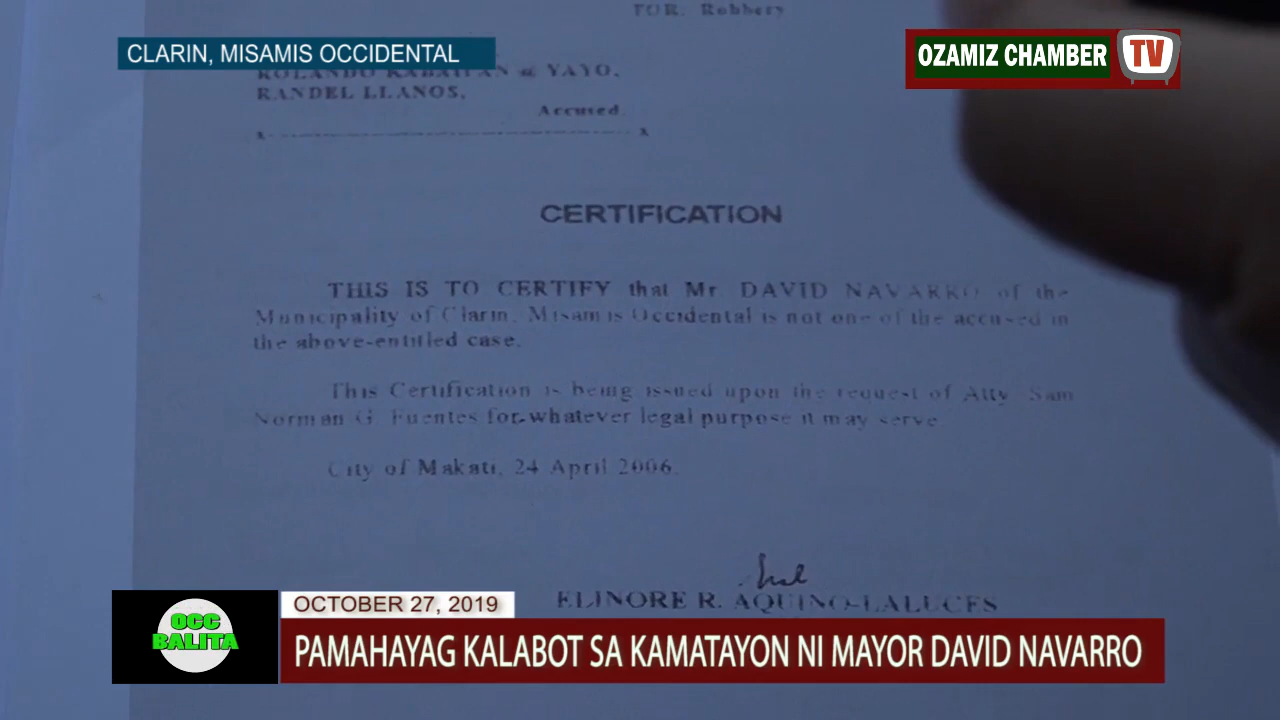 FOR: Robbery
CLARIN, MISAMIS OCCIDENTAL
OZAMIZ CHAMBER TV
ROLANDO KABAITAN @ YAYO,
RANDEL LLANOS,
Accused.
x----------------------------------------x
CERTIFICATION
THIS IS TO CERTIFY that Mr. DAVID NAVARRO of the
Municipality of Clarin, Misamis Occidental is not one of the accused in
the above-entitled case.
This Certification is being issued upon the request of Atty. Sam
Norman G. Fuentes for whatever legal purpose it may serve
City of Makati, 24 April 2006.
ELINORE R. AQUINO-LALUCES
OCC
BALITA
OCTOBER 27, 2019
PAMAHAYAG KALABOT SA KAMATAYON NI MAYOR DAVID NAVARRO